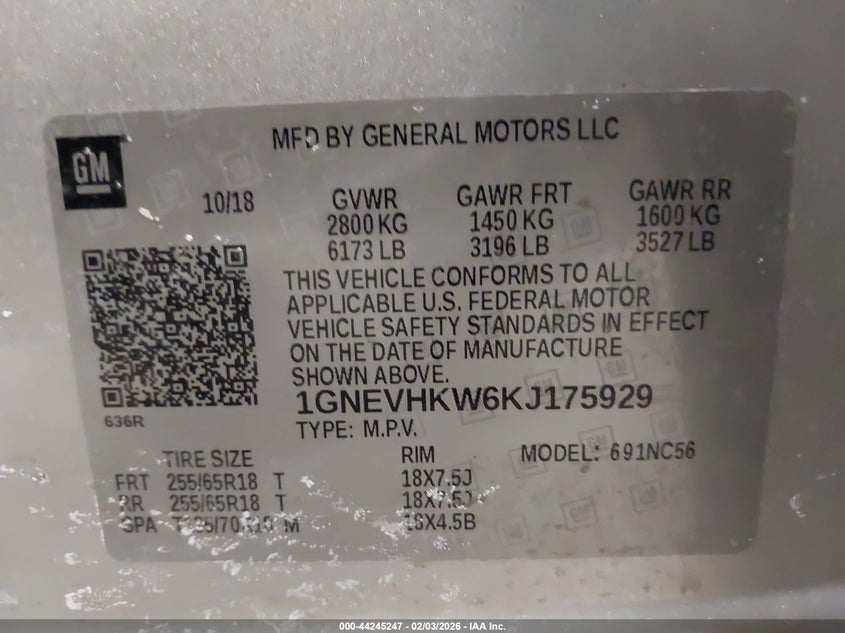 MFD BY GENERAL MOTORS LLC
GM
10/18 GVWR GAWR FRT GAWR RR
2800 KG 1450 KG 1600 KG
6173 LB 3196 LB 3527 LB
THIS VEHICLE CONFORMS TO ALL
APPLICABLE U.S. FEDERAL MOTOR
VEHICLE SAFETY STANDARDS IN EFFECT
ON THE DATE OF MANUFACTURE
SHOWN ABOVE.
1GNEVHKW6KJ175929
636R
TYPE: M.P.V. MODEL: 691NC56
TIRE SIZE RIM
FRT 255/65R18 T 18X7.5J
RR 255/65R18 T 18X7.5J
SPA M 18X4.5B
000-44245247 - 02/03/2026 - IAA Inc.